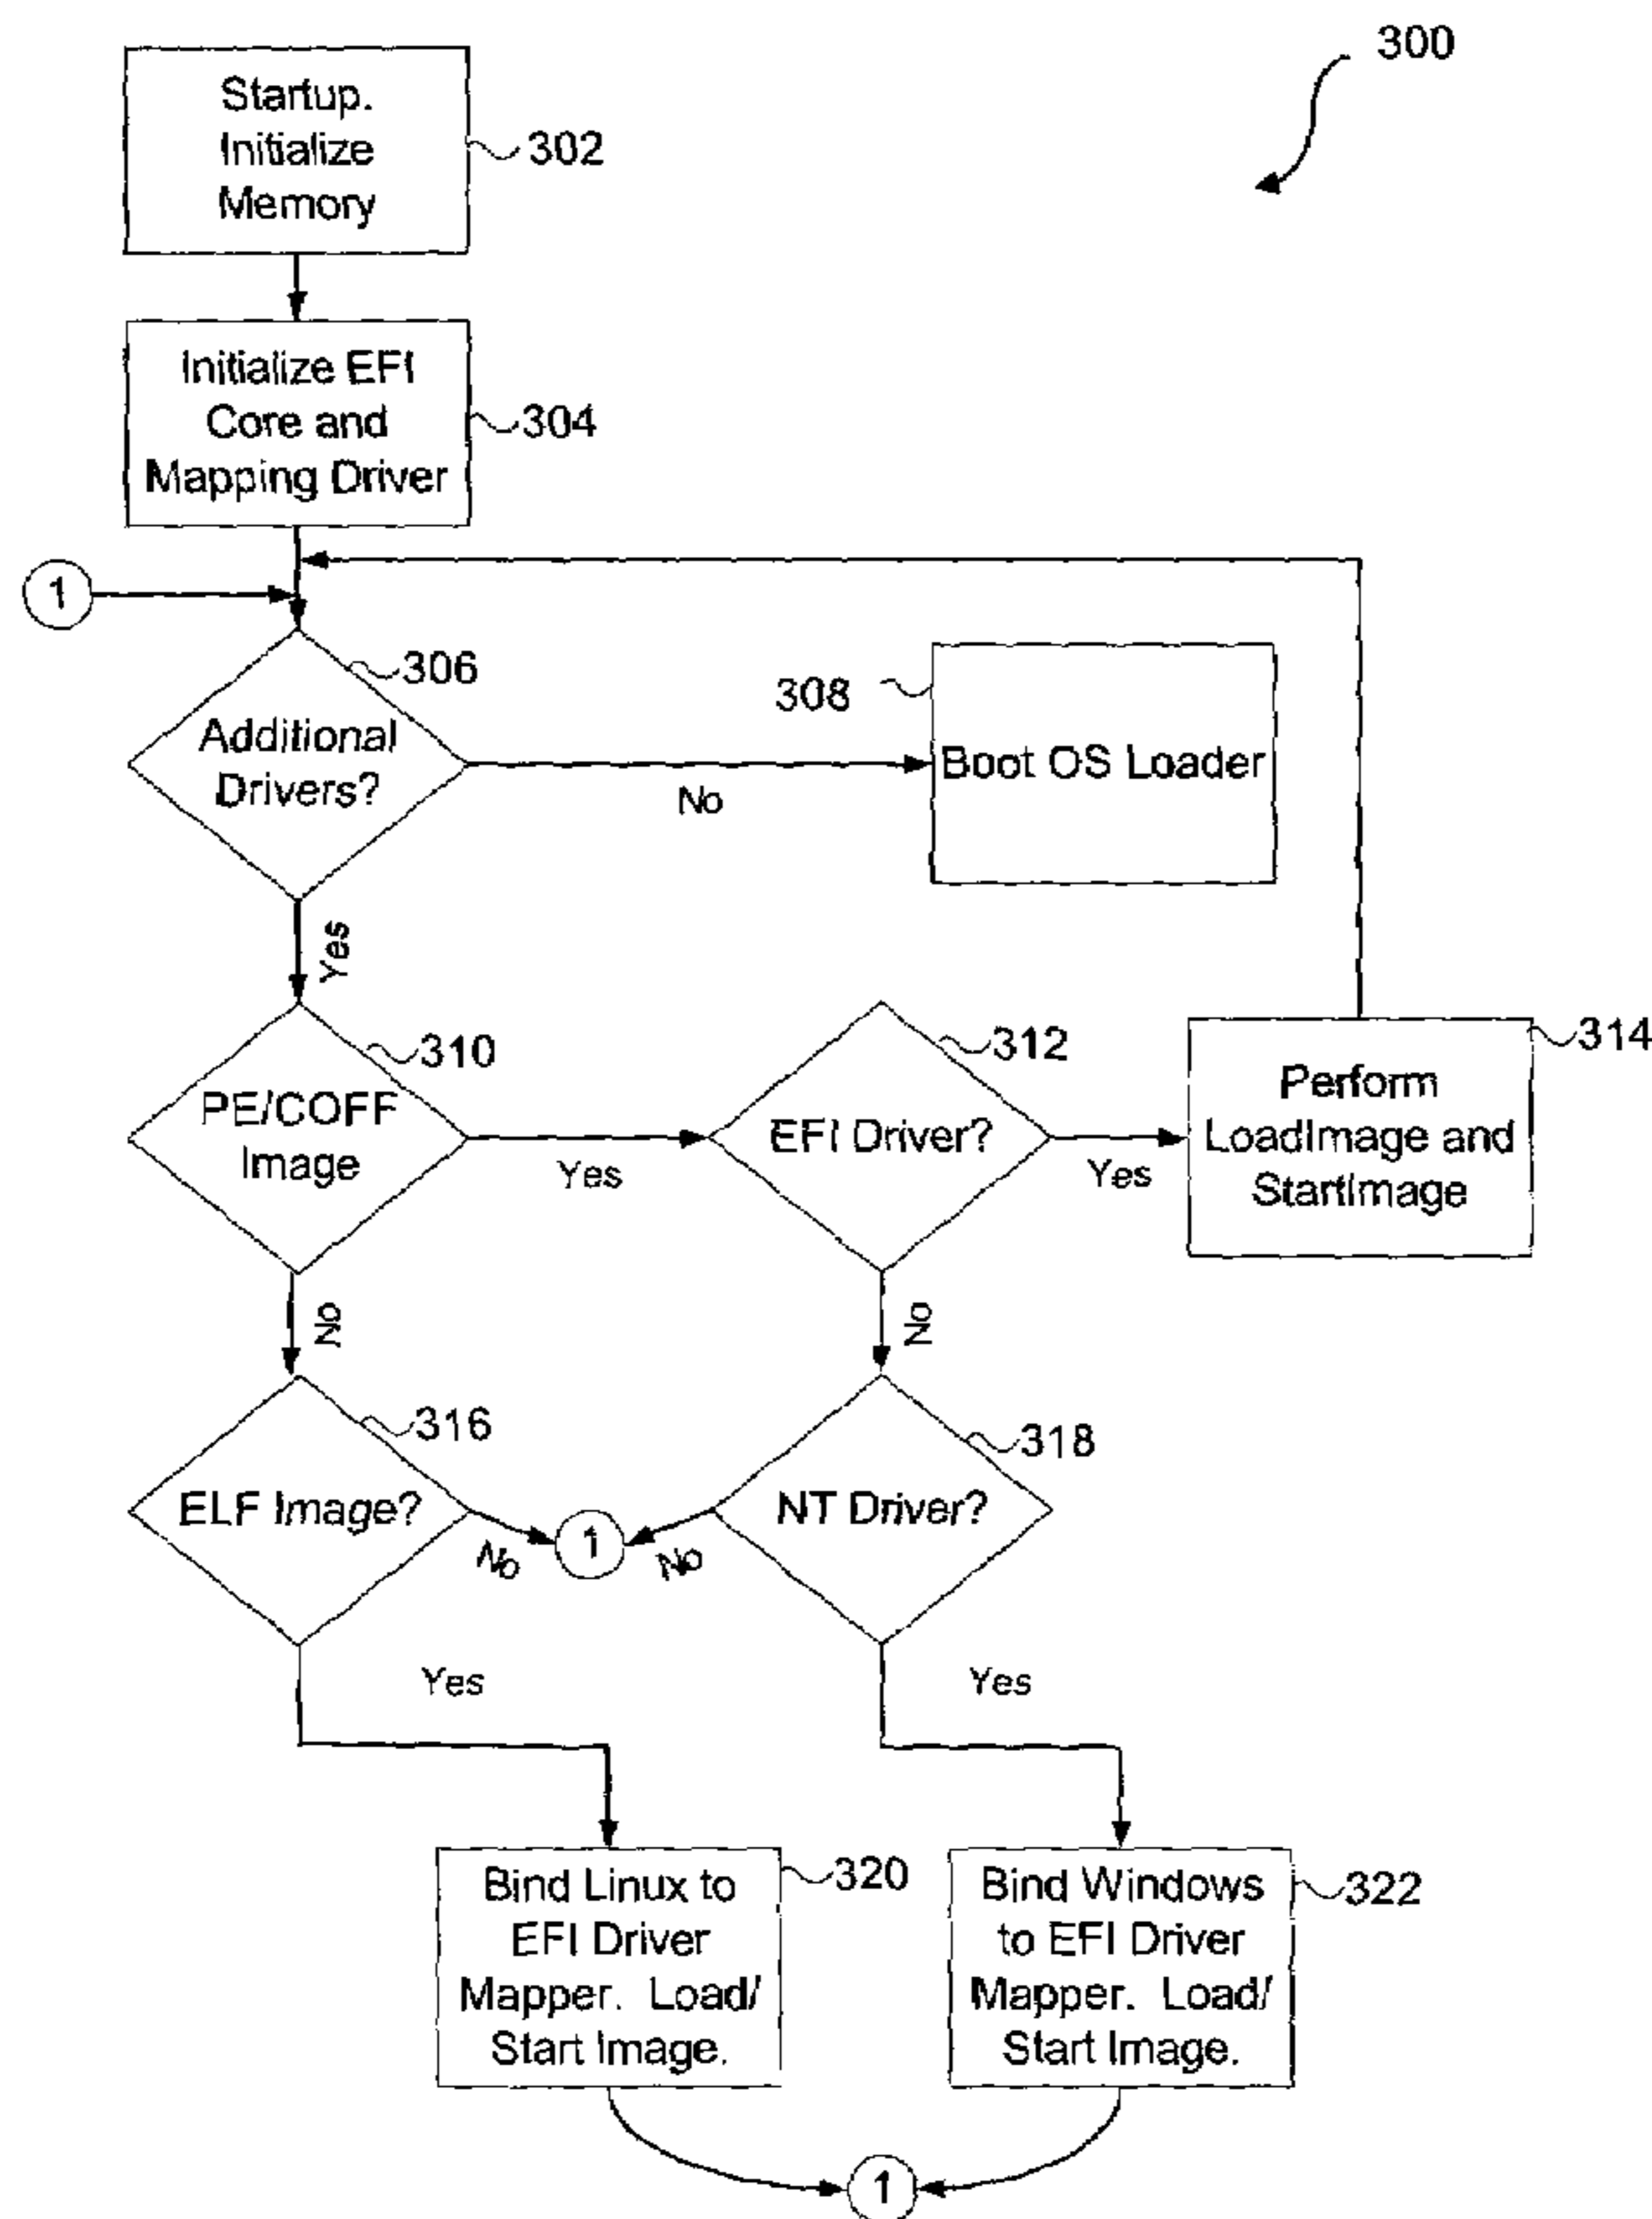 300
Startup.
Initialize
Memory
302
Initialize EFI
Core and
Mapping Driver
304
1
306
Additional
Drivers?
No
308
Boot OS Loader
Yes
310
PE/COFF
Image
Yes
312
EFI Driver?
Yes
314
Perform
LoadImage and
StartImage
No
No
316
ELF Image?
No
1
318
NT Driver?
No
Yes
Yes
320
Bind Linux to
EFI Driver
Mapper. Load/
Start Image.
322
Bind Windows
to EFI Driver
Mapper. Load/
Start Image.
1